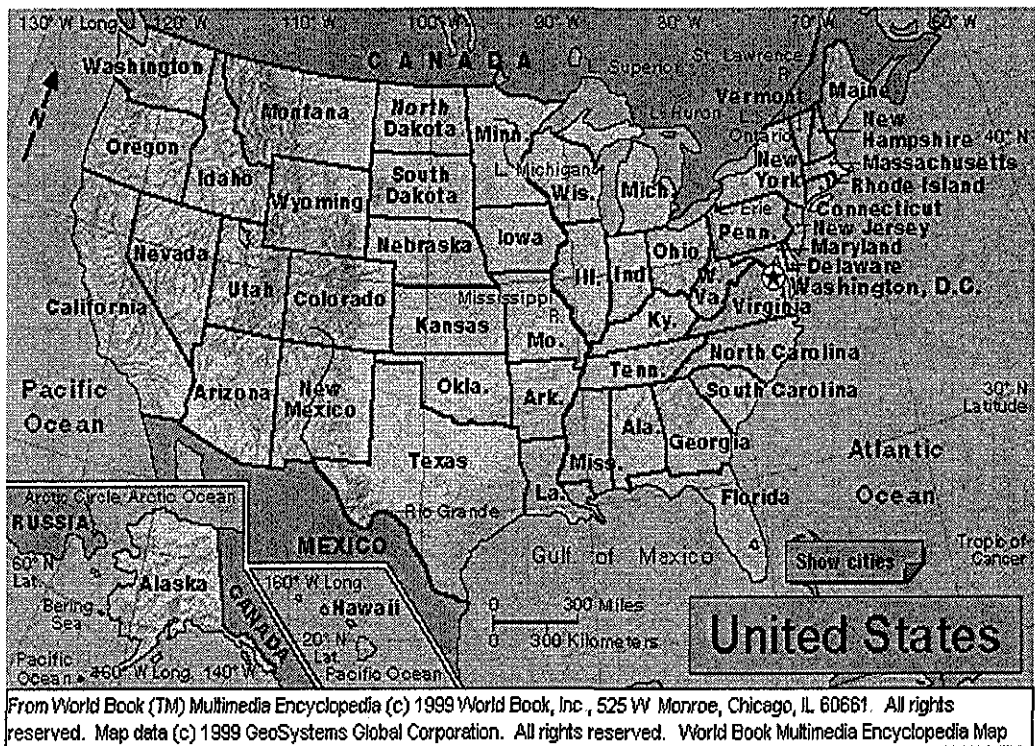 130° W Long. 120° W 110° W 100° W 90° W 80° W 70° W 60° W
CANADA
Washington
Montana
North
Dakota
Minn.
L. Superior
St. Lawrence
R.
Vermont
Maine
N
Oregon
Idaho
Wyoming
South
Dakota
L. Michigan
Wis.
Mich.
L. Huron
L.
Ontario
New
York
New
Hampshire
40° N
Massachusetts
Rhode Island
Connecticut
New Jersey
Maryland
Delaware
Washington, D.C.
Nevada
Utah
Colorado
Nebraska
Iowa
Ill.
Ind.
Ohio
L. Erie
Penn.
W.
Va.
Virginia
California
Kansas
Mississippi
R.
Mo.
Ky.
North Carolina
Tenn.
South Carolina
Pacific
Ocean
Arizona
New
Mexico
Okla.
Ark.
30° N
Latitude
Texas
Miss.
Ala.
Georgia
Atlantic
Ocean
La.
Florida
Rio Grande
MEXICO
Gulf of Mexico
Tropic of
Cancer
Show cities
Arctic Circle Arctic Ocean
RUSSIA
60° N
Lat.
Alaska
Bering
Sea
CANADA
Pacific
Ocean
160° W Long. 140° W
160° W Long.
Hawaii
20° N
Lat.
Pacific Ocean
0 300 Miles
0 300 Kilometers
United States
From World Book (TM) Multimedia Encyclopedia (c) 1999 World Book, Inc., 525 W Monroe, Chicago, IL 60661. All rights
reserved. Map data (c) 1999 GeoSystems Global Corporation. All rights reserved. World Book Multimedia Encyclopedia Map